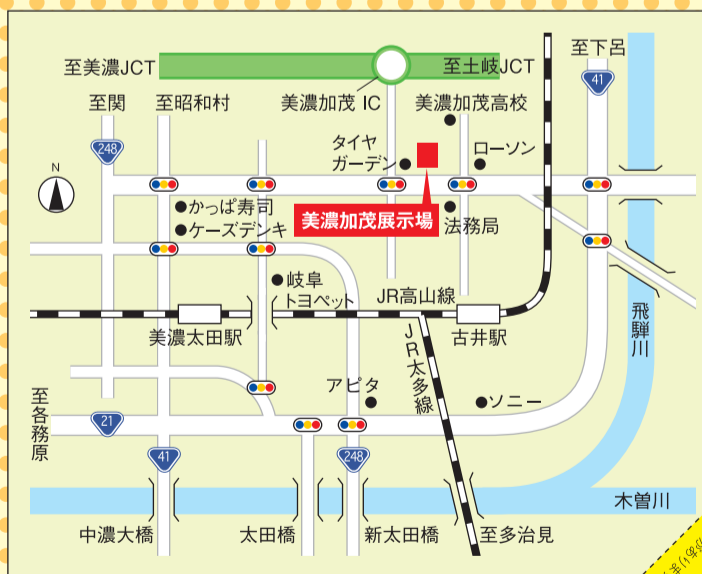 至美濃JCT
至土岐JCT
至下呂
41
至関
至昭和村
美濃加茂 IC
美濃加茂高校
248
タイヤ
ガーデン
ローソン
N
かっぱ寿司
ケーズデンキ
美濃加茂展示場
法務局
岐阜
トヨペット
JR高山線
美濃太田駅
古井駅
飛騨川
JR太多線
至各務原
アピタ
ソニー
21
41
248
木曽川
中濃大橋
太田橋
新太田橋
至多治見
がありま